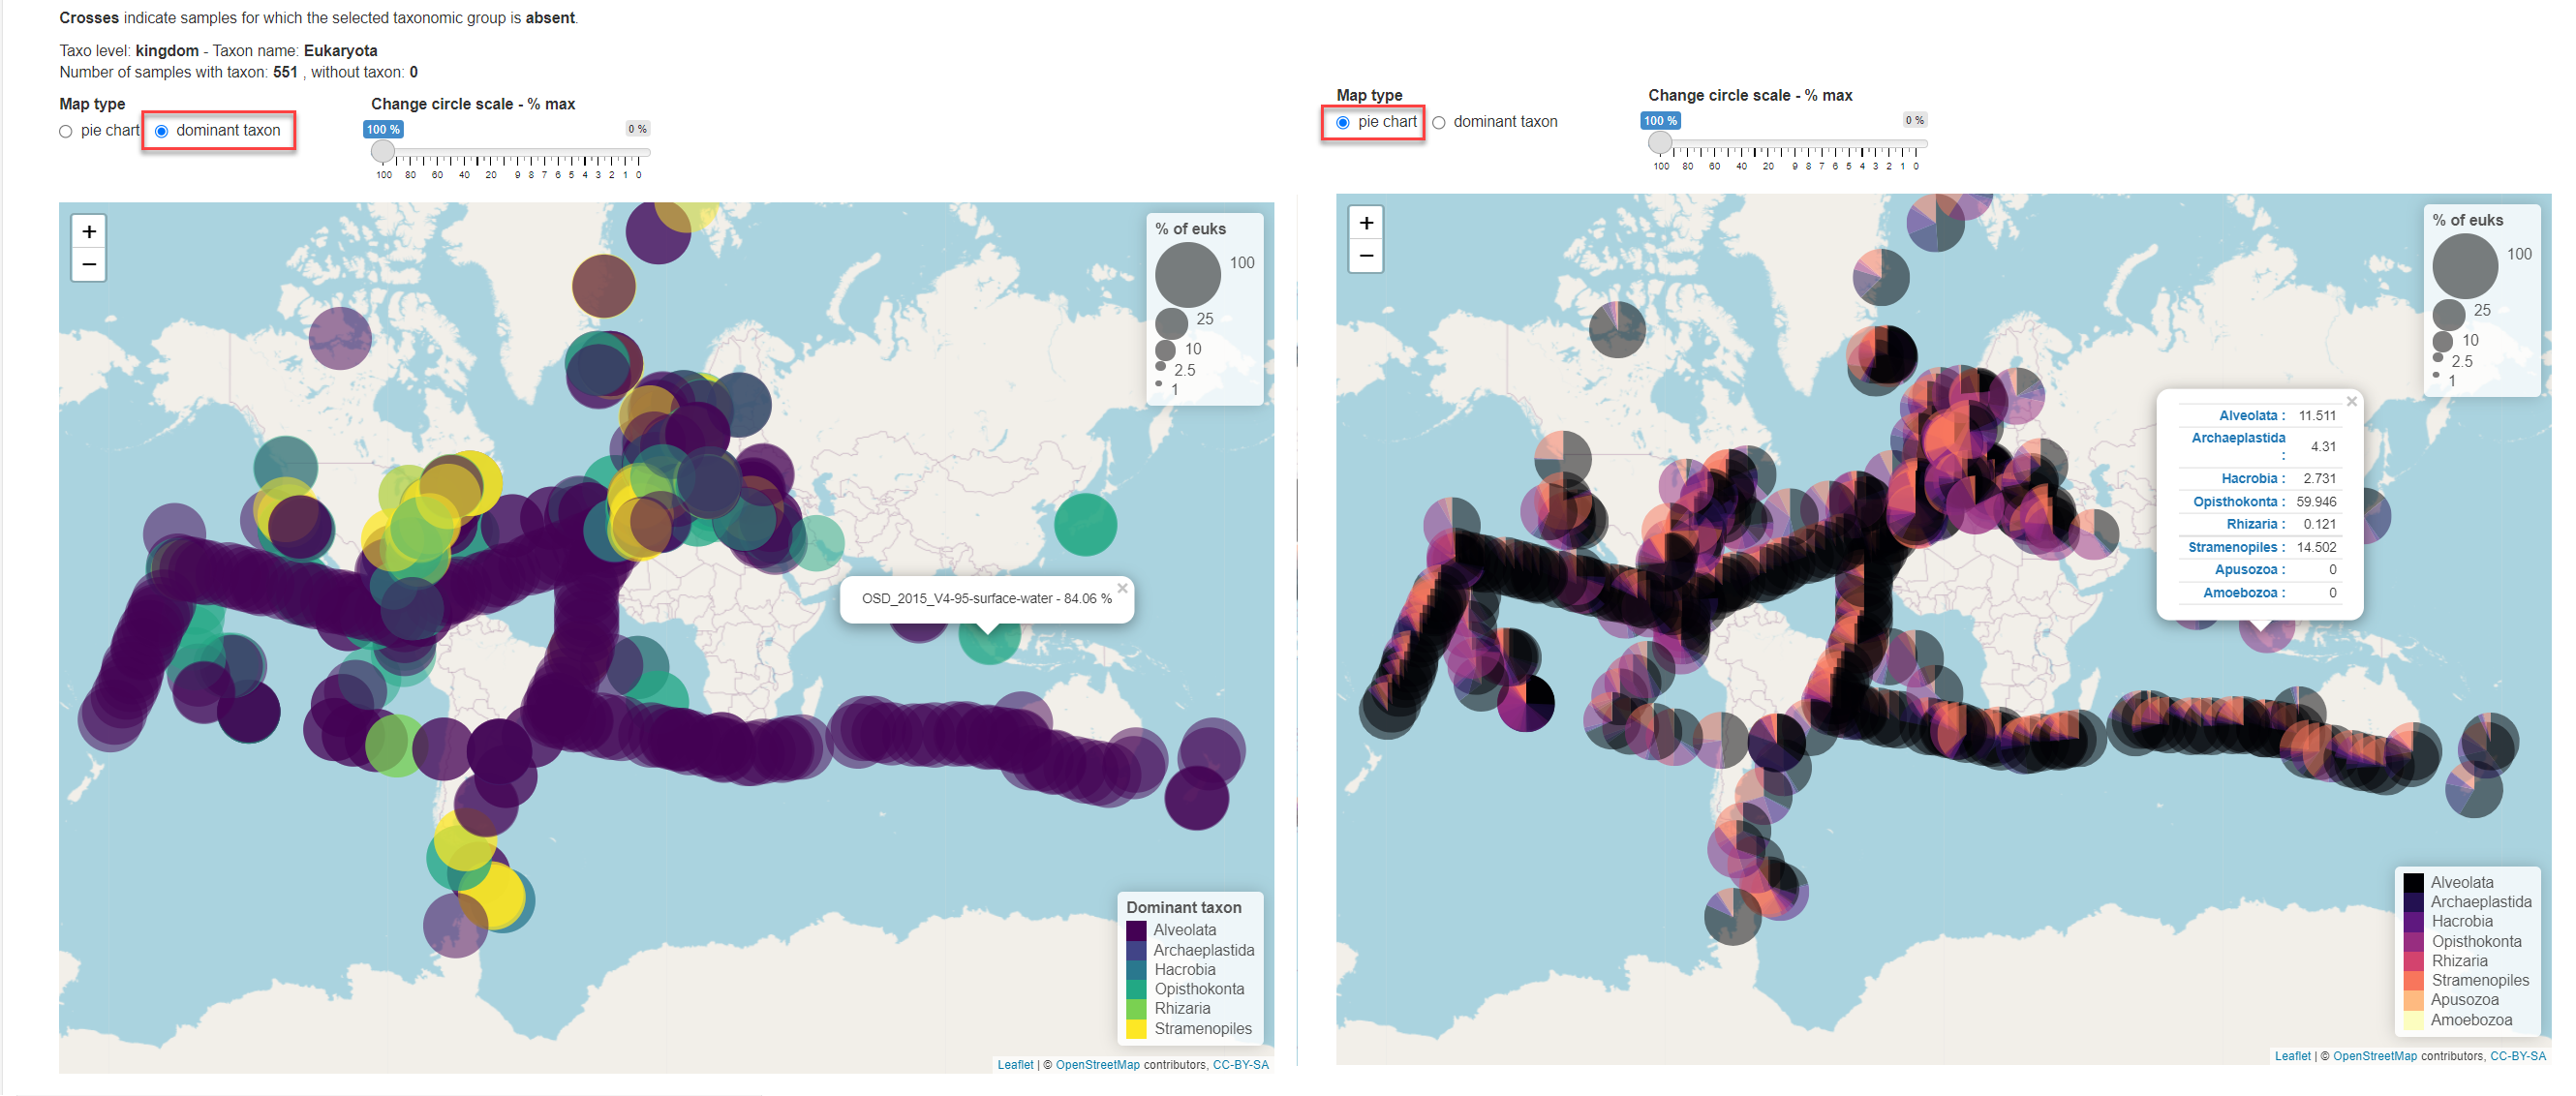 Crosses indicate samples for which the selected taxonomic group is absent.
Taxo level: kingdom - Taxon name: Eukaryota
Number of samples with taxon: 551 , without taxon: 0
Map type
pie chart
dominant taxon
Change circle scale - % max
100 %
0 %
100 80 60 40 20 9 8 7 6 5 4 3 2 1 0
+
−
% of euks
100
25
10
2.5
1
OSD_2015_V4-95-surface-water - 84.06 %
×
Dominant taxon
Alveolata
Archaeplastida
Hacrobia
Opisthokonta
Rhizaria
Stramenopiles
Leaflet | © OpenStreetMap contributors, CC-BY-SA
Map type
pie chart
dominant taxon
Change circle scale - % max
100 %
0 %
100 80 60 40 20 9 8 7 6 5 4 3 2 1 0
+
−
% of euks
100
25
10
2.5
1
×
Alveolata : 11.511
Archaeplastida
: 4.31
Hacrobia : 2.731
Opisthokonta : 59.946
Rhizaria : 0.121
Stramenopiles : 14.502
Apusozoa : 0
Amoebozoa : 0
Alveolata
Archaeplastida
Hacrobia
Opisthokonta
Rhizaria
Stramenopiles
Apusozoa
Amoebozoa
Leaflet | © OpenStreetMap contributors, CC-BY-SA